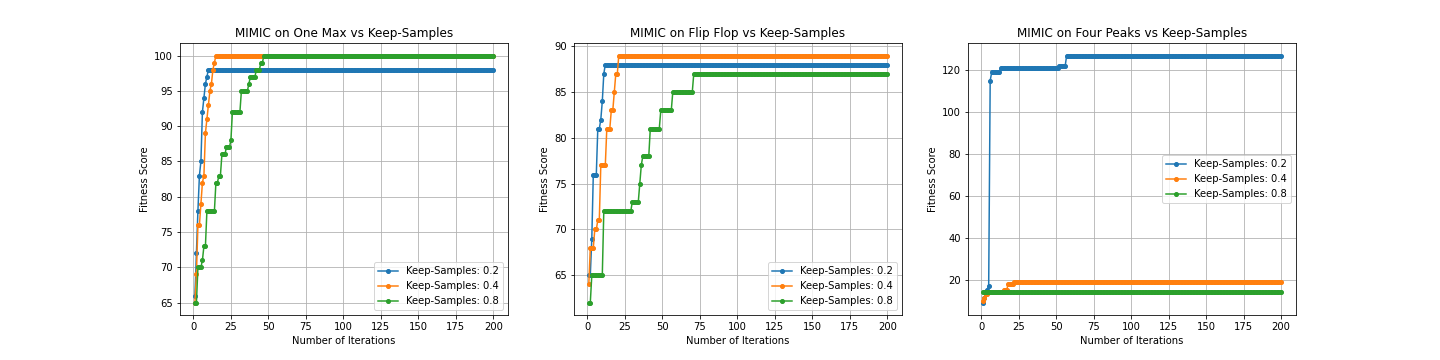 MIMIC on One Max vs Keep-Samples
100
95
90
85
80
75
70
65
Fitness Score
Keep-Samples: 0.2
Keep-Samples: 0.4
Keep-Samples: 0.8
0 25 50 75 100 125 150 175 200
Number of Iterations
MIMIC on Flip Flop vs Keep-Samples
90
85
80
75
70
65
Fitness Score
Keep-Samples: 0.2
Keep-Samples: 0.4
Keep-Samples: 0.8
0 25 50 75 100 125 150 175 200
Number of Iterations
MIMIC on Four Peaks vs Keep-Samples
120
100
80
60
40
20
Fitness Score
Keep-Samples: 0.2
Keep-Samples: 0.4
Keep-Samples: 0.8
0 25 50 75 100 125 150 175 200
Number of Iterations